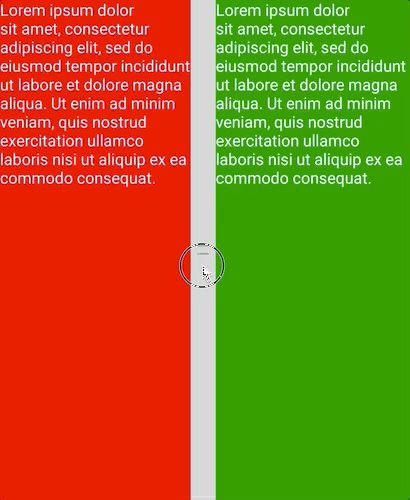 Lorem ipsum dolor
sit amet, consectetur
adipiscing elit, sed do
eiusmod tempor incididunt
ut labore et dolore magna
aliqua. Ut enim ad minim
veniam, quis nostrud
exercitation ullamco
laboris nisi ut aliquip ex ea
commodo consequat.
Lorem ipsum dolor
sit amet, consectetur
adipiscing elit, sed do
eiusmod tempor incididunt
ut labore et dolore magna
aliqua. Ut enim ad minim
veniam, quis nostrud
exercitation ullamco
laboris nisi ut aliquip ex ea
commodo consequat.